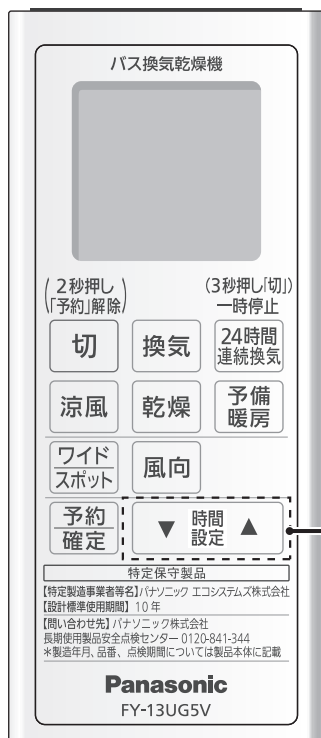 バス換気乾燥機
(2秒押し「予約」解除)
(3秒押し「切」)
一時停止
切
換気
24時間
連続換気
涼風
乾燥
予備
暖房
ワイド
スポット
風向
予約
確定
▼ 時間設定 ▲
特定保守製品
【特定製造事業者等名】パナソニック エコシステムズ株式会社
【設計標準使用期間】 10年
【問い合わせ先】パナソニック株式会社
長期使用製品安全点検センター 0120-841-344
*製造年月、品番、点検期間については製品本体に記載
Panasonic
FY-13UG5V